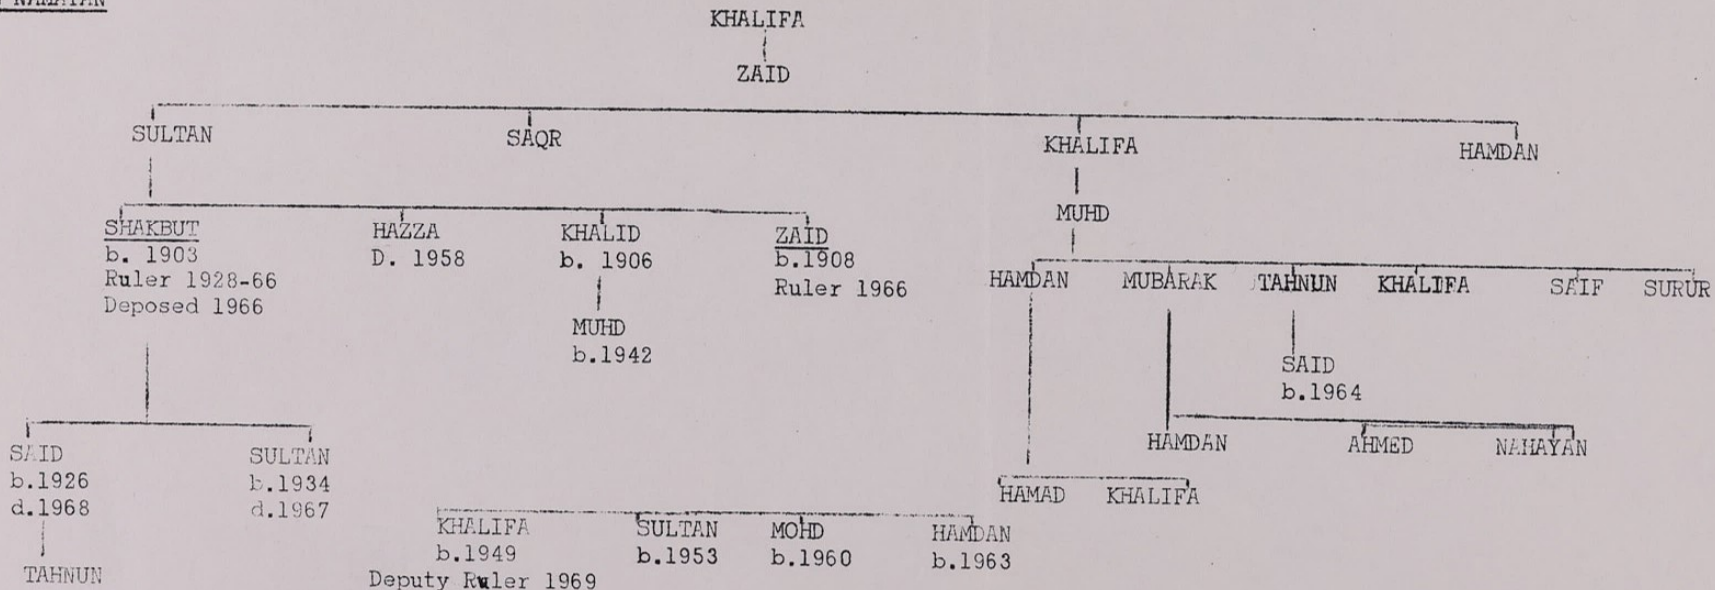 KHALIFA
ZAID
SULTAN SAQR KHALIFA HAMDAN
MUHD
SHAKBUT HAZZA KHALID ZAID
b. 1903 D. 1958 b. 1906 b.1908
Ruler 1928-66 Ruler 1966
Deposed 1966
HAMDAN MUBARAK TAHNUN KHALIFA SAIF SURUR
MUHD
b.1942
SAID
b.1964
HAMDAN AHMED NAHAYAN
SAID SULTAN
b.1926 b.1934
d.1968 d.1967
HAMAD KHALIFA
KHALIFA SULTAN MOHD HAMDAN
b.1949 b.1953 b.1960 b.1963
Deputy Ruler 1969
TAHNUN